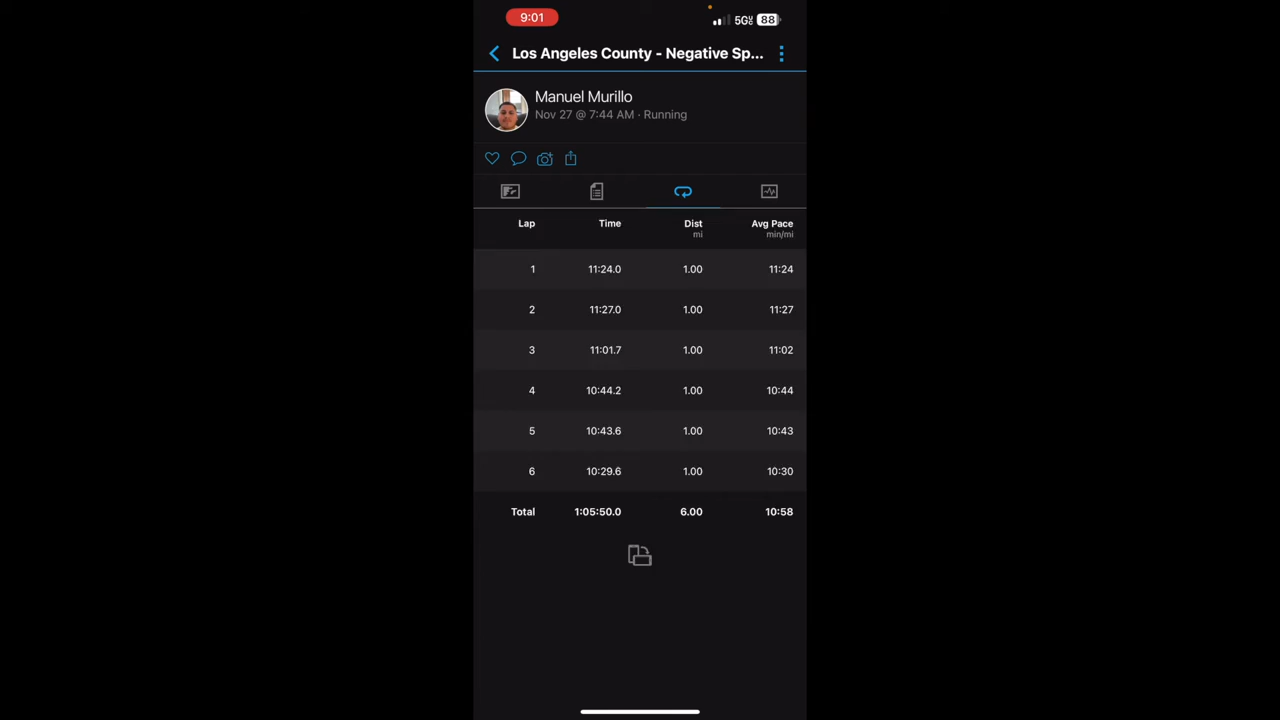 9:01 5GU 88
Los Angeles County - Negative Sp...
Manuel Murillo
Nov 27 @ 7:44 AM · Running
Lap Time Dist Avg Pace
mi min/mi
1 11:24.0 1.00 11:24
2 11:27.0 1.00 11:27
3 11:01.7 1.00 11:02
4 10:44.2 1.00 10:44
5 10:43.6 1.00 10:43
6 10:29.6 1.00 10:30
Total 1:05:50.0 6.00 10:58